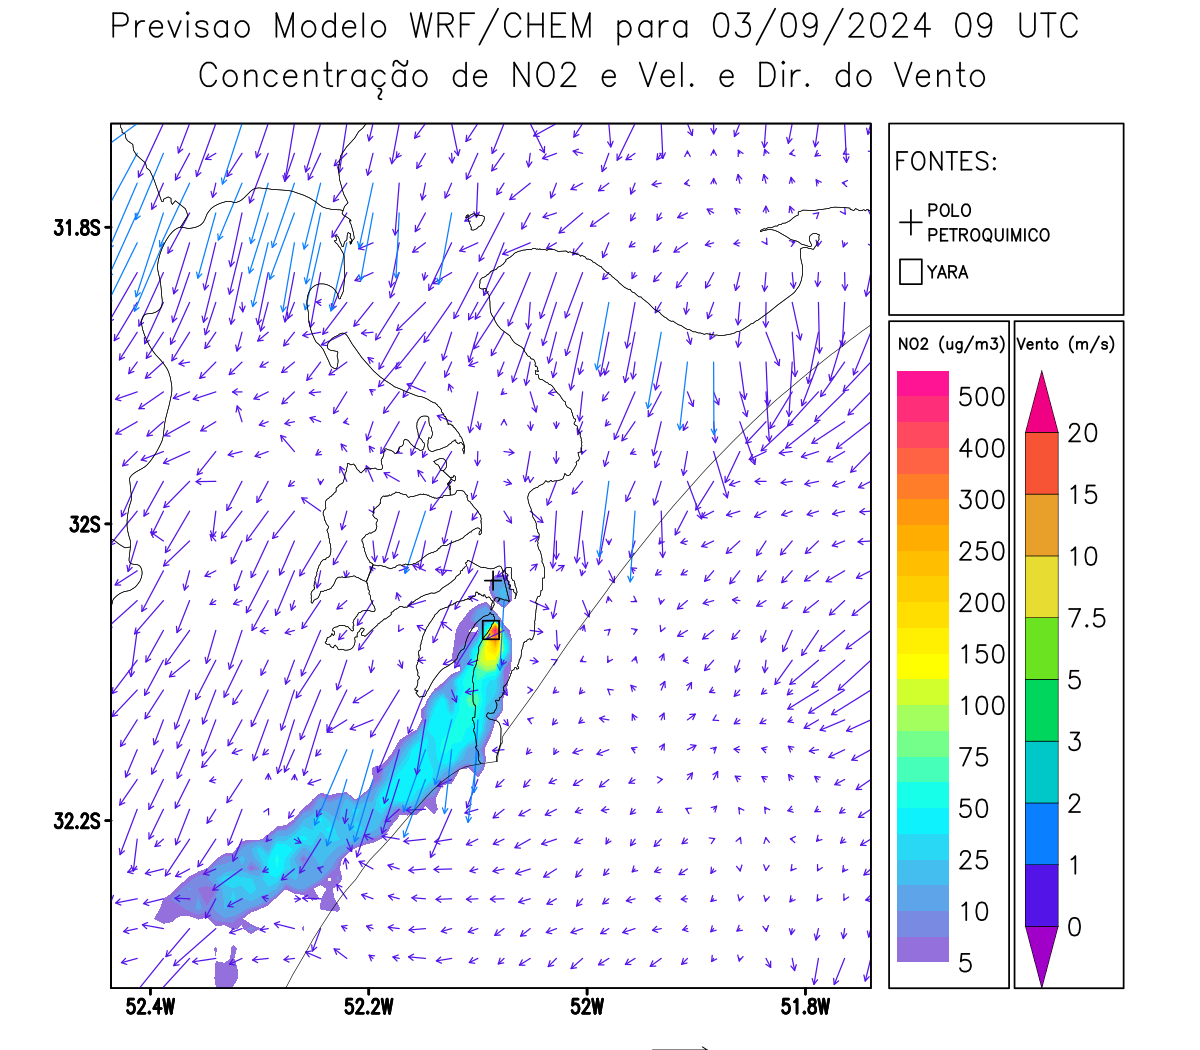 Previsao Modelo WRF/CHEM para 03/09/2024 09 UTC
Concentração de NO2 e Vel. e Dir. do Vento
FONTES:
POLO
PETROQUIMICO
YARA
NO2 (ug/m3)
500
400
300
250
200
150
100
75
50
25
10
5
Vento (m/s)
20
15
10
7.5
5
3
2
1
0
31.8S
32S
32.2S
52.4W
52.2W
52W
51.8W